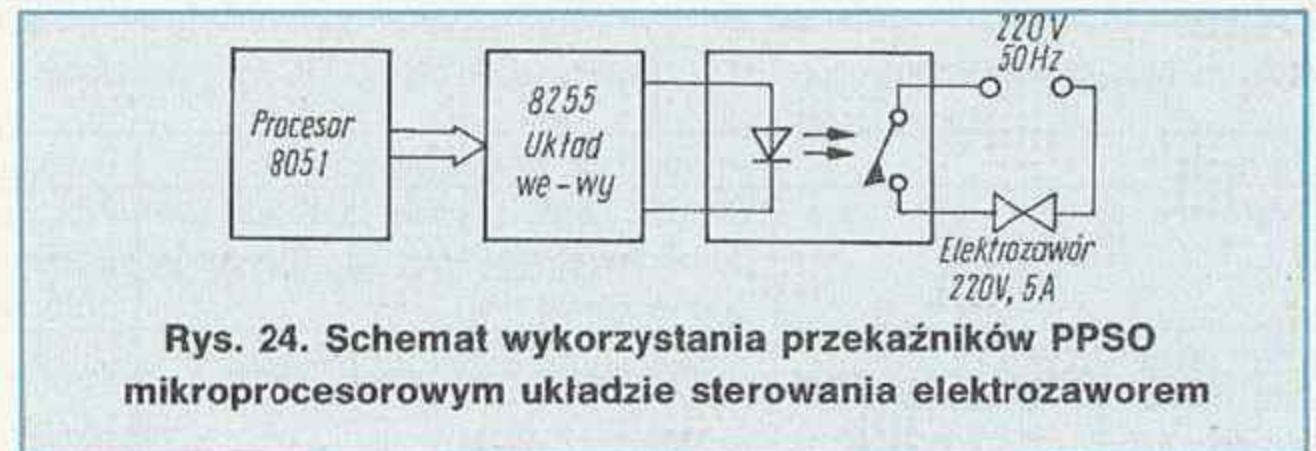 220V
50Hz
Procesor
8051
8255
Układ
we-wy
Elektrozawór
220V, 5A
Rys. 24. Schemat wykorzystania przekaźników PPSO
mikroprocesorowym układzie sterowania elektrozaworem